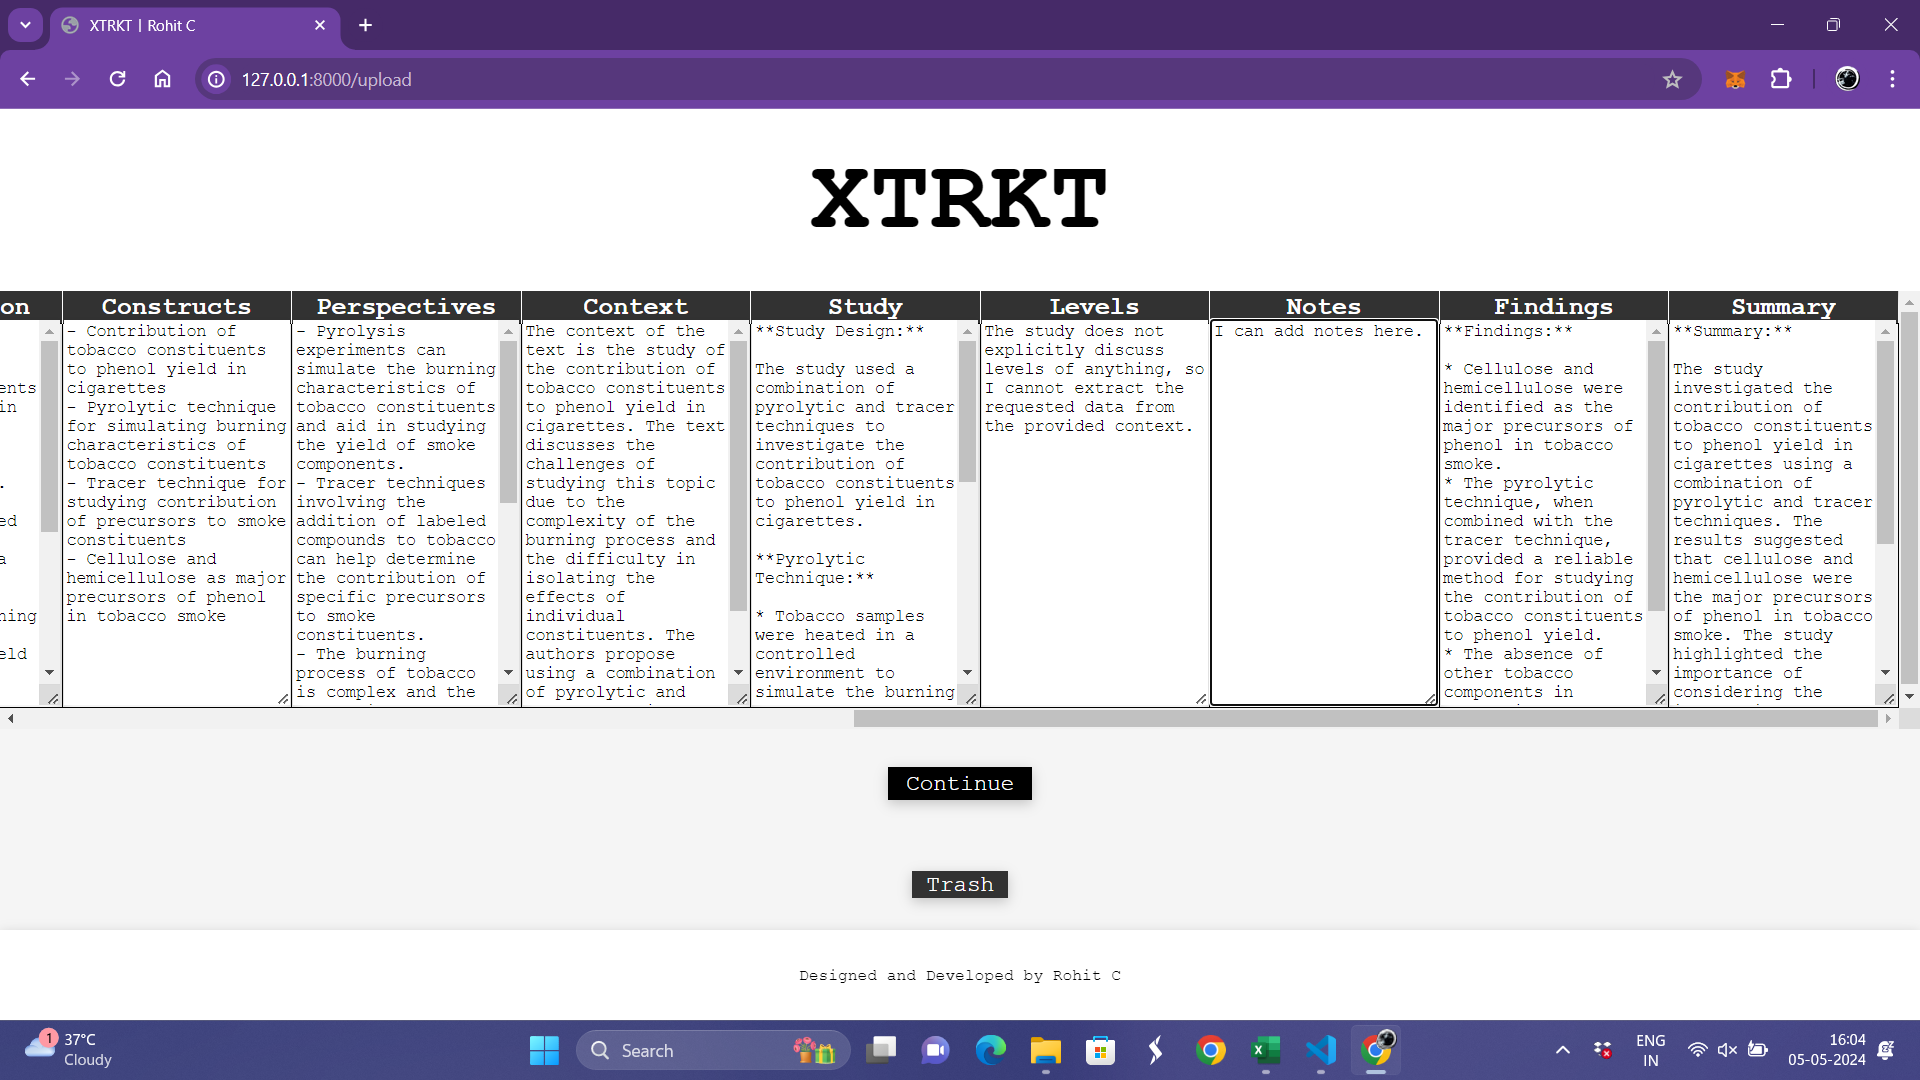 XTRKT | Rohit C
127.0.0.1:8000/upload
XTRKT
on
Constructs
Perspectives
Context
Study
Levels
Notes
Findings
Summary
ents
in
.
ed
a
ning
eld
- Contribution of
tobacco constituents
to phenol yield in
cigarettes
- Pyrolytic technique
for simulating burning
characteristics of
tobacco constituents
- Tracer technique for
studying contribution
of precursors to smoke
constituents
- Cellulose and
hemicellulose as major
precursors of phenol
in tobacco smoke
- Pyrolysis
experiments can
simulate the burning
characteristics of
tobacco constituents
and aid in studying
the yield of smoke
components.
- Tracer techniques
involving the
addition of labeled
compounds to tobacco
can help determine
the contribution of
specific precursors
to smoke
constituents.
- The burning
process of tobacco
is complex and the
The context of the
text is the study of
the contribution of
tobacco constituents
to phenol yield in
cigarettes. The text
discusses the
challenges of
studying this topic
due to the
complexity of the
burning process and
the difficulty in
isolating the
effects of
individual
constituents. The
authors propose
using a combination
of pyrolytic and
**Study Design:**
The study used a
combination of
pyrolytic and tracer
techniques to
investigate the
contribution of
tobacco constituents
to phenol yield in
cigarettes.
**Pyrolytic
Technique:**
* Tobacco samples
were heated in a
controlled
environment to
simulate the burning
The study does not
explicitly discuss
levels of anything, so
I cannot extract the
requested data from
the provided context.
I can add notes here.
**Findings:**
* Cellulose and
hemicellulose were
identified as the
major precursors of
phenol in tobacco
smoke.
* The pyrolytic
technique, when
combined with the
tracer technique,
provided a reliable
method for studying
the contribution of
tobacco constituents
to phenol yield.
* The absence of
other tobacco
components in
**Summary:**
The study
investigated the
contribution of
tobacco constituents
to phenol yield in
cigarettes using a
combination of
pyrolytic and tracer
techniques. The
results suggested
that cellulose and
hemicellulose were
the major precursors
of phenol in tobacco
smoke. The study
highlighted the
importance of
considering the
Continue
Trash
Designed and Developed by Rohit C
1
37°C
Cloudy
Search
ENG
IN
16:04
05-05-2024